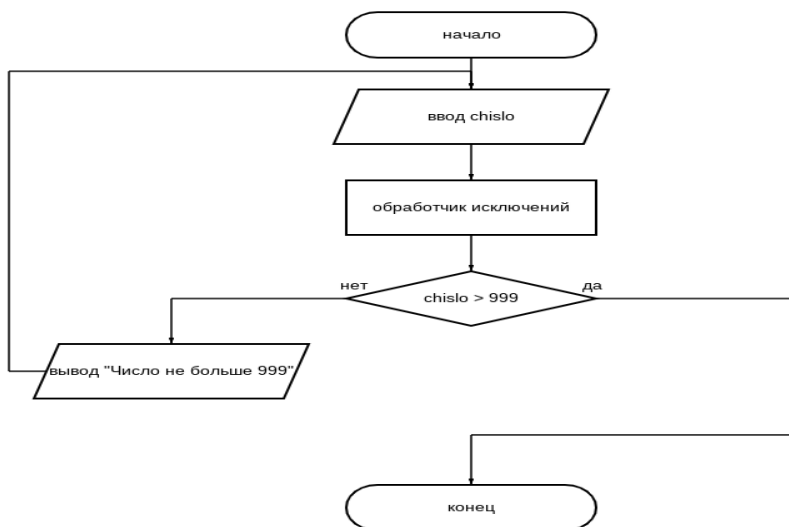 начало
ввод chislo
обработчик исключений
нет
да
chislo > 999
вывод "Число не больше 999"
конец